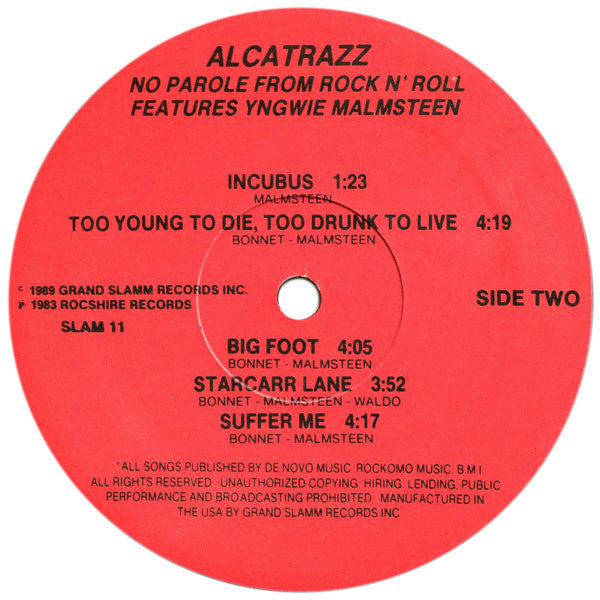 ALCATRAZZ
NO PAROLE FROM ROCK N' ROLL
FEATURES YNGWIE MALMSTEEN
INCUBUS 1:23
MALMSTEEN
TOO YOUNG TO DIE, TOO DRUNK TO LIVE 4:19
BONNET - MALMSTEEN
C 1989 GRAND SLAMM RECORDS INC.
P 1983 ROCSHIRE RECORDS
SLAM 11
SIDE TWO
BIG FOOT 4:05
BONNET - MALMSTEEN
STARCARR LANE 3:52
BONNET - MALMSTEEN - WALDO
SUFFER ME 4:17
BONNET - MALMSTEEN
*ALL SONGS PUBLISHED BY DE NOVO MUSIC ROCKOMO MUSIC. B.M.I
ALL RIGHTS RESERVED UNAUTHORIZED COPYING. HIRING. LENDING. PUBLIC
PERFORMANCE AND BROADCASTING PROHIBITED MANUFACTURED IN
THE USA BY GRAND SLAMM RECORDS INC